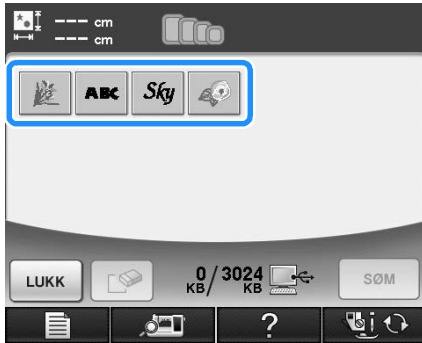 --- cm
--- cm
ABC Sky
LUKK 0/3024 KB KB SØM
?